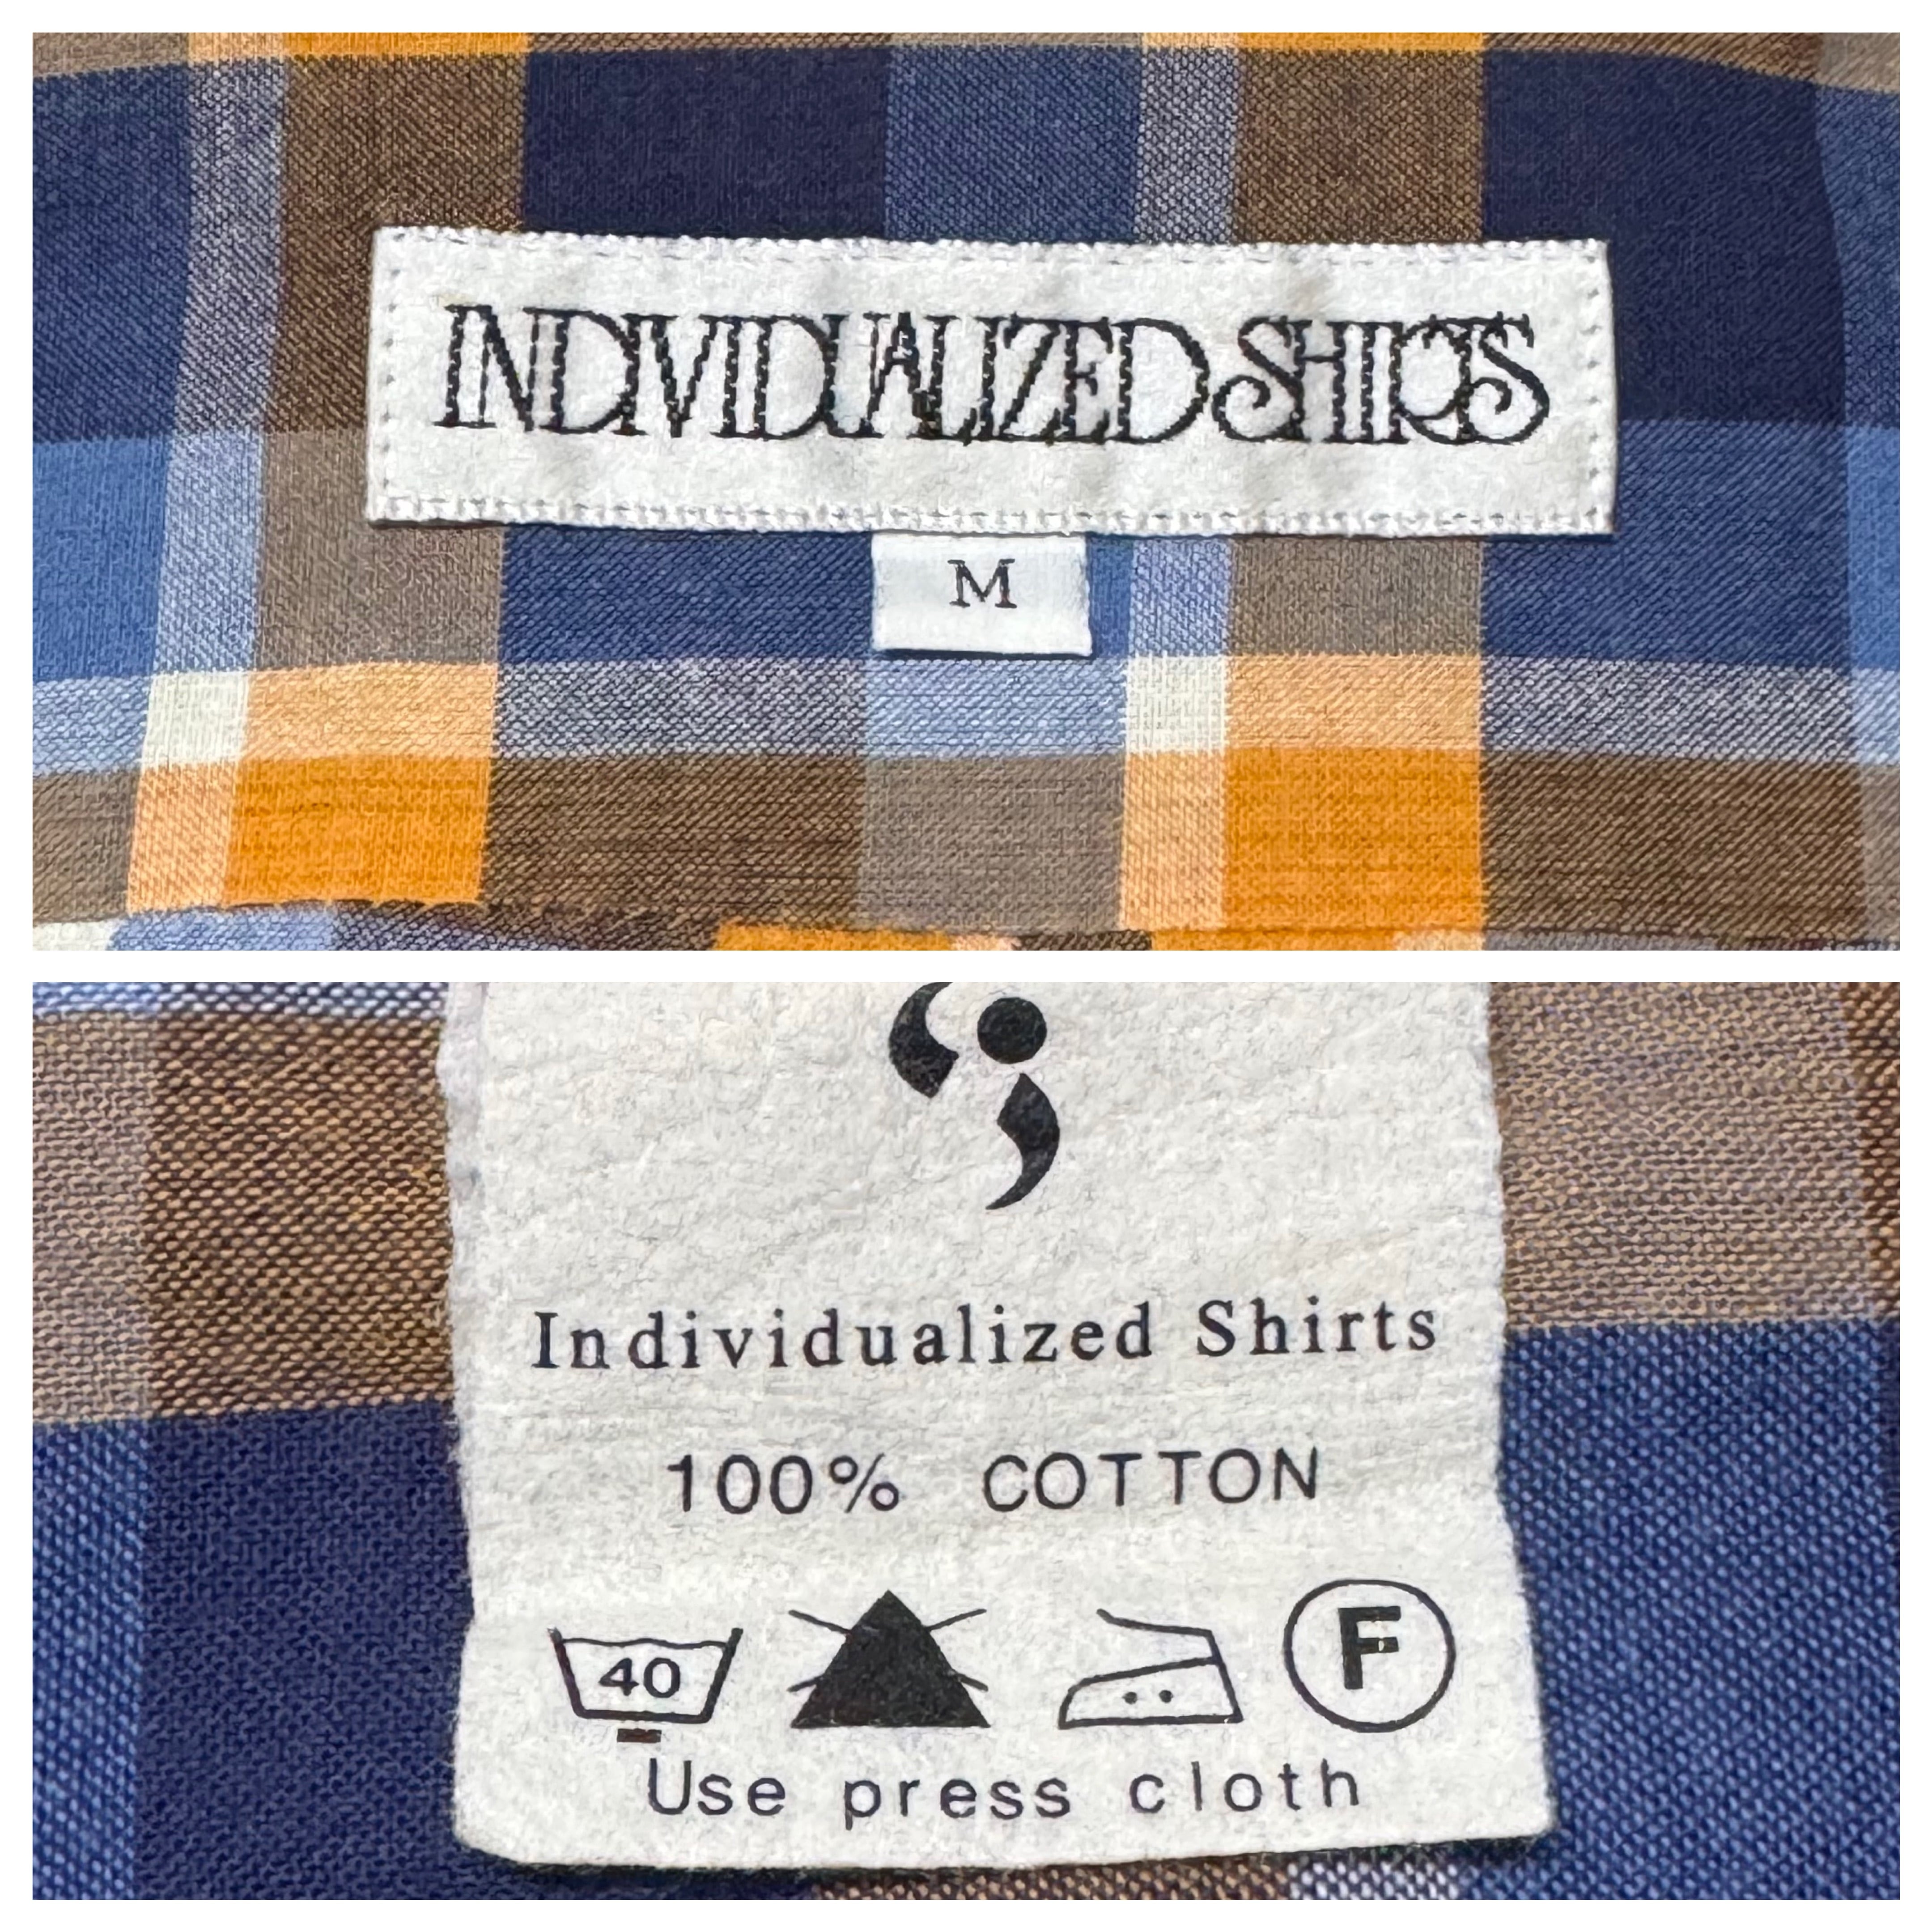 INDIVIDUALIZED SHIRTS
M
Individualized Shirts
100% COTTON
40
F
Use press cloth